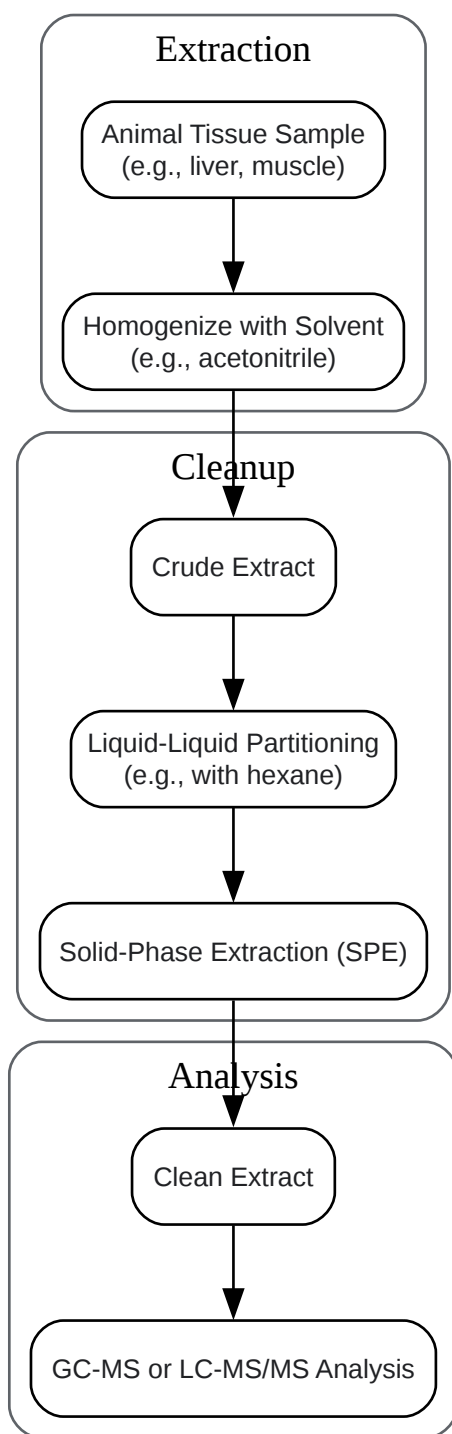 Extraction
Animal Tissue Sample
(e.g., liver, muscle)
Homogenize with Solvent
(e.g., acetonitrile)
Cleanup
Crude Extract
Liquid-Liquid Partitioning
(e.g., with hexane)
Solid-Phase Extraction (SPE)
Analysis
Clean Extract
GC-MS or LC-MS/MS Analysis